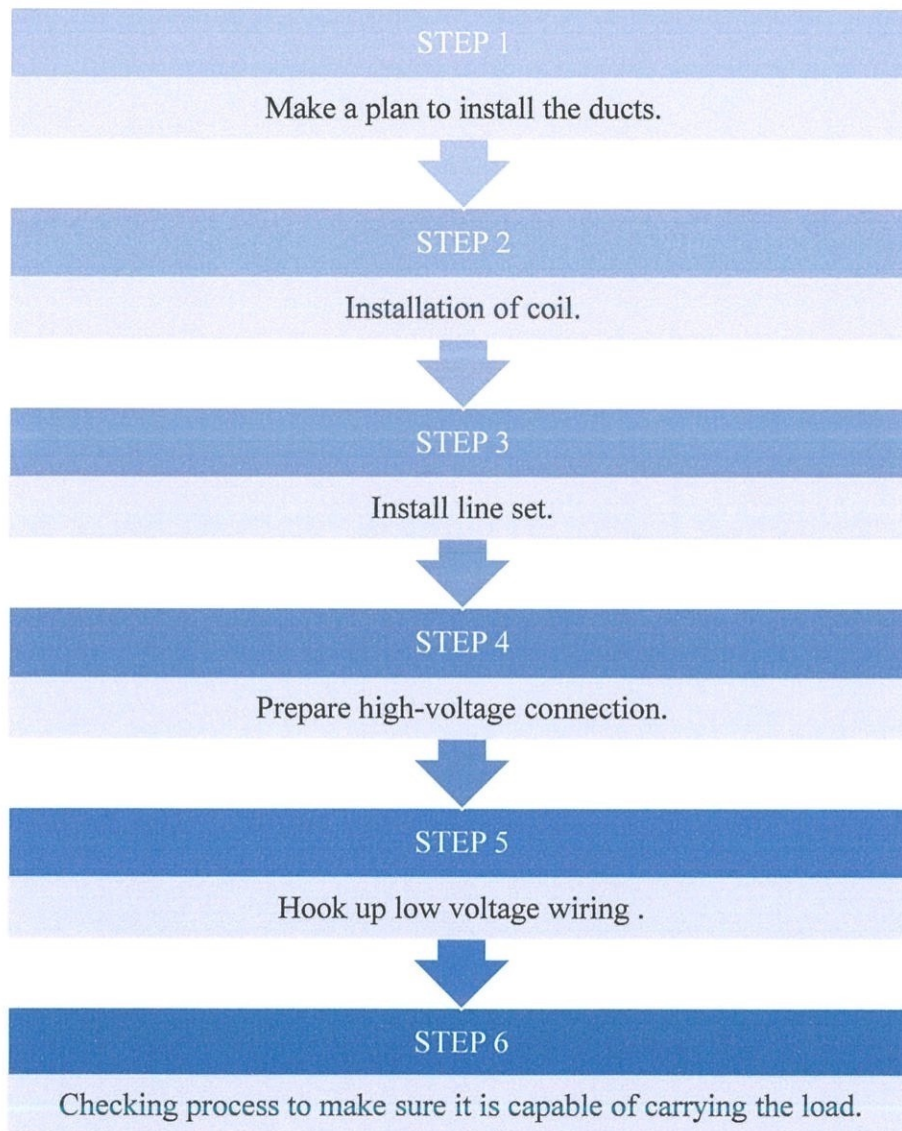 STEP 1
Make a plan to install the ducts.
STEP 2
Installation of coil.
STEP 3
Install line set.
STEP 4
Prepare high-voltage connection.
STEP 5
Hook up low voltage wiring .
STEP 6
Checking process to make sure it is capable of carrying the load.